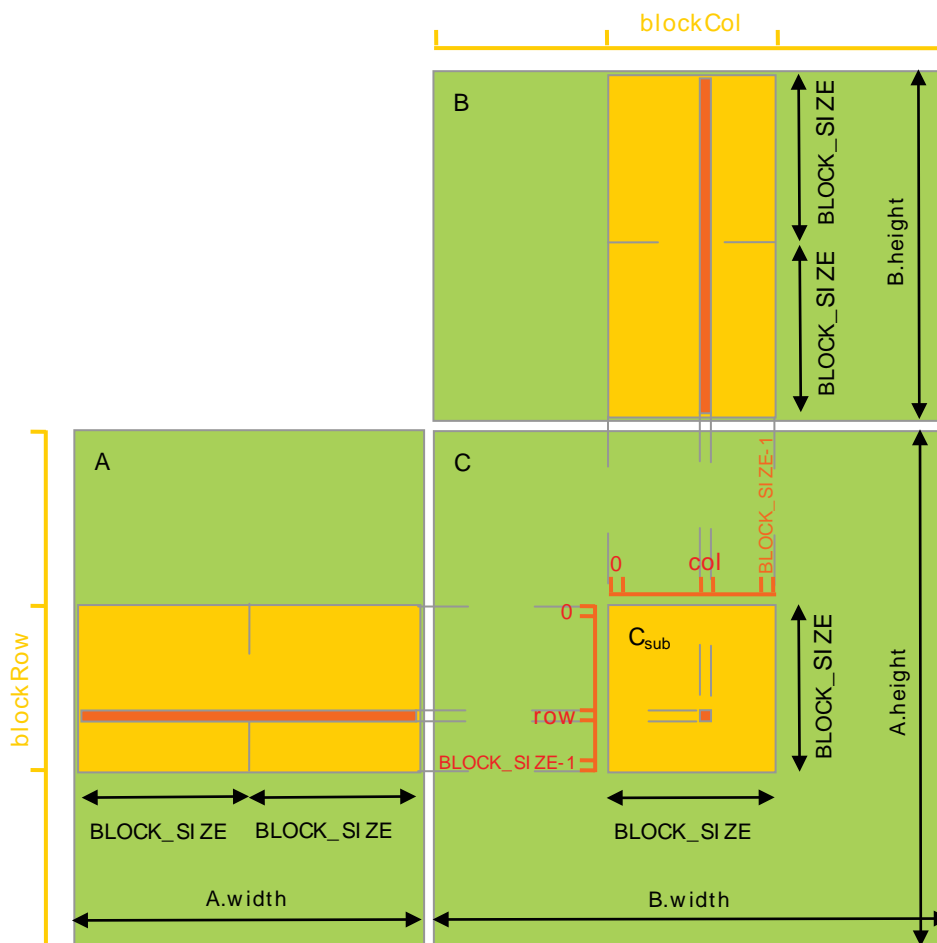 blockCol
B
BLOCK_SIZE
BLOCK_SIZE
B.height
A
C
BLOCK_SIZE-1
0
col
0
C_sub
blockRow
row
BLOCK_SIZE-1
BLOCK_SIZE
A.height
BLOCK_SIZE
BLOCK_SIZE
BLOCK_SIZE
A.width
B.width